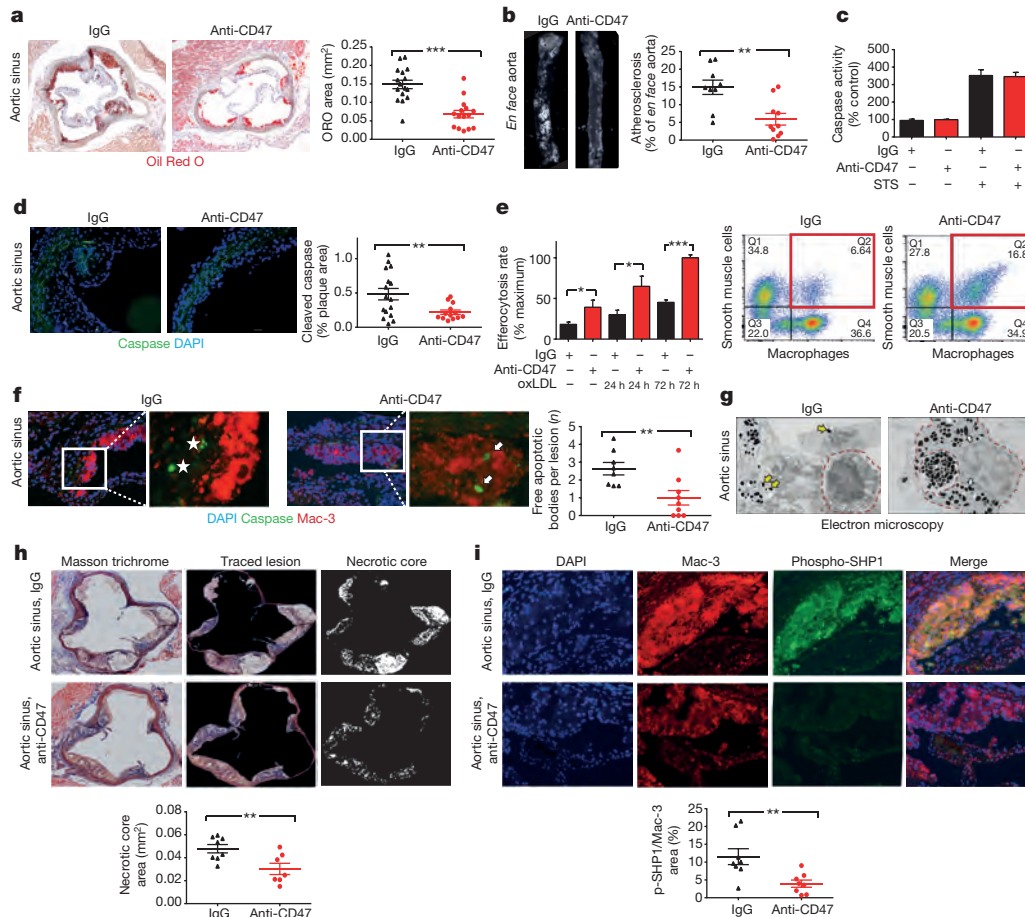 a
IgG
Anti-CD47
Aortic sinus
Oil Red O
ORO area (mm²)
0.25
0.20
0.15
0.10
0.05
0.00
***
IgG
Anti-CD47
b
IgG
Anti-CD47
En face aorta
Atherosclerosis
(% of en face aorta)
25
20
15
10
5
0
**
IgG
Anti-CD47
c
Caspase activity
(% control)
500
400
300
200
100
0
IgG + – + –
Anti-CD47 – + – +
STS – – + +
d
IgG
Anti-CD47
Aortic sinus
Caspase DAPI
Cleaved caspase
(% plaque area)
1.5
1.0
0.5
0.0
**
IgG
Anti-CD47
e
Efferocytosis rate
(% maximum)
100
50
0
*
*
***
IgG + – + – + –
Anti-CD47 – + – + – +
oxLDL – – 24 h 24 h 72 h 72 h
IgG
Smooth muscle cells
Q1
34.8
Q2
6.64
Q3
22.0
Q4
36.6
Macrophages
Anti-CD47
Smooth muscle cells
Q1
27.8
Q2
16.8
Q3
20.5
Q4
34.9
Macrophages
f
IgG
Anti-CD47
Aortic sinus
DAPI Caspase Mac-3
Free apoptotic
bodies per lesion (n)
5
4
3
2
1
0
**
IgG
Anti-CD47
g
IgG
Anti-CD47
Aortic sinus
Electron microscopy
h
Masson trichrome
Traced lesion
Necrotic core
Aortic sinus, IgG
Aortic sinus,
anti-CD47
Necrotic core
area (mm²)
0.08
0.06
0.04
0.02
0.00
**
IgG
Anti-CD47
i
DAPI
Mac-3
Phospho-SHP1
Merge
Aortic sinus, IgG
Aortic sinus,
anti-CD47
p-SHP1/Mac-3
area (%)
25
20
15
10
5
0
**
IgG
Anti-CD47